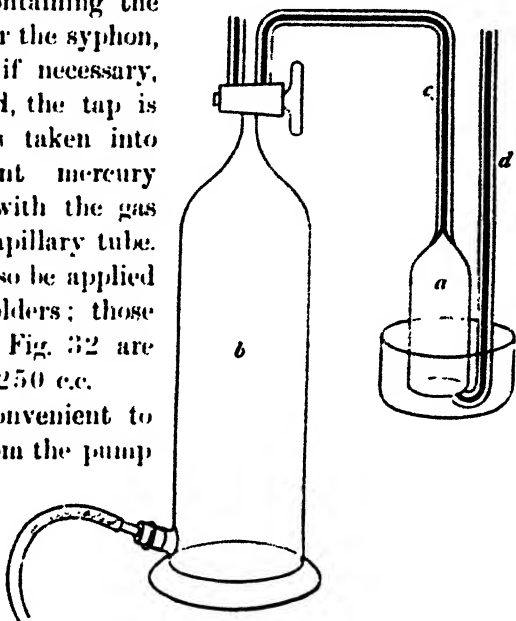 ontaining the
r the syphon,
if necessary,
d, the tap is
taken into
nt mercury
with the gas
apillary tube.
so be applied
olders; those
Fig. 32 are
250 c.c.
onvenient to
om the pump
c
d
a
b